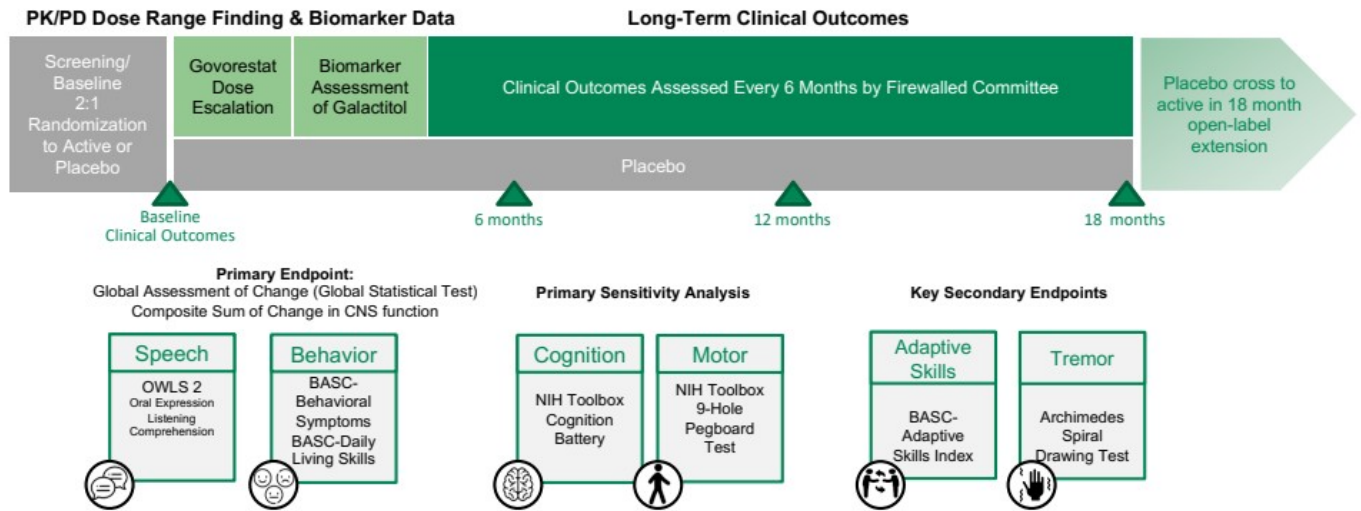 PK/PD Dose Range Finding & Biomarker Data
Long-Term Clinical Outcomes
Screening/
Baseline
2:1
Randomization
to Active or
Placebo
Govorestat
Dose
Escalation
Biomarker
Assessment
of Galactitol
Clinical Outcomes Assessed Every 6 Months by Firewalled Committee
Placebo
Placebo cross to
active in 18 month
open-label
extension
Baseline
Clinical Outcomes
6 months
12 months
18 months
Primary Endpoint:
Global Assessment of Change (Global Statistical Test)
Composite Sum of Change in CNS function
Primary Sensitivity Analysis
Key Secondary Endpoints
Speech
OWLS 2
Oral Expression
Listening
Comprehension
Behavior
BASC-
Behavioral
Symptoms
BASC-Daily
Living Skills
Cognition
NIH Toolbox
Cognition
Battery
Motor
NIH Toolbox
9-Hole
Pegboard
Test
Adaptive
Skills
BASC-
Adaptive
Skills Index
Tremor
Archimedes
Spiral
Drawing Test